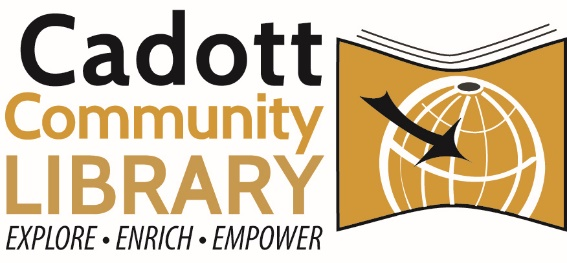 Cadott
Community
LIBRARY
EXPLORE • ENRICH • EMPOWER